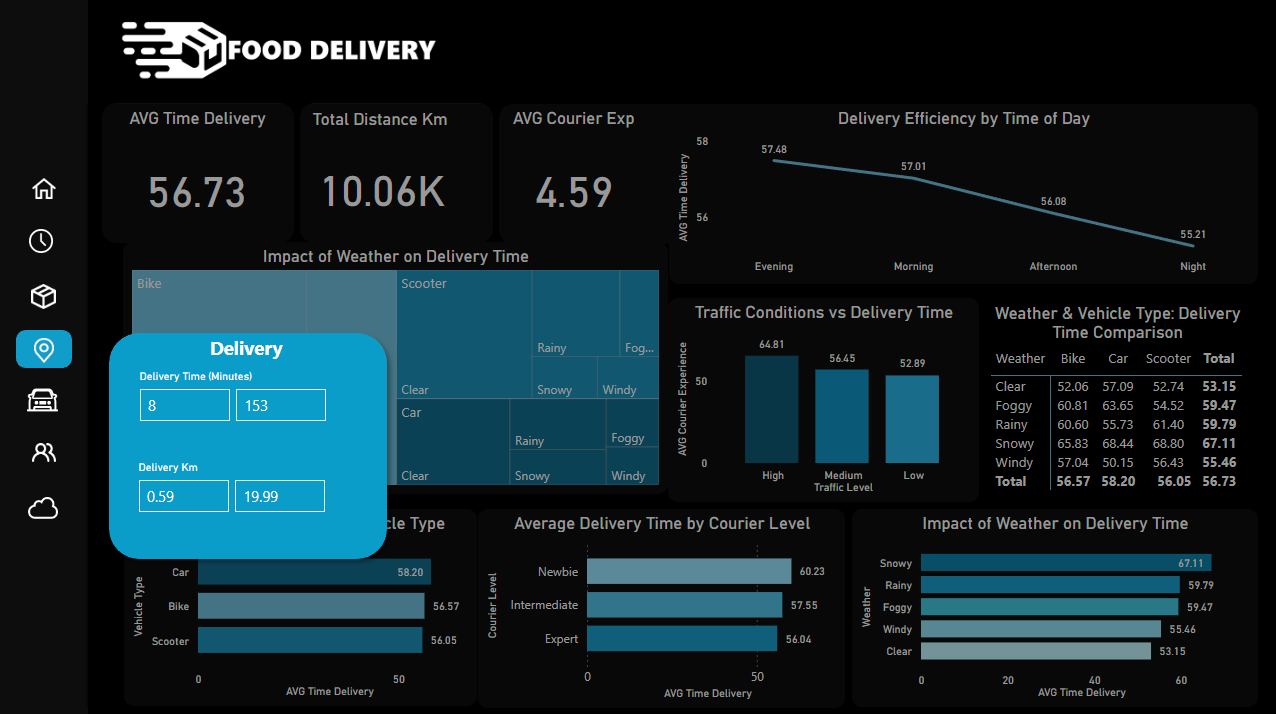 FOOD DELIVERY
AVG Time Delivery
56.73
Total Distance Km
10.06K
AVG Courier Exp
4.59
Delivery Efficiency by Time of Day
AVG Time Delivery
58
56
57.48
57.01
56.08
55.21
Evening
Morning
Afternoon
Night
Impact of Weather on Delivery Time
Bike
Scooter
Clear
Rainy
Fog...
Snowy
Windy
Car
Clear
Rainy
Snowy
Foggy
Windy
Delivery
Delivery Time (Minutes)
8 153
Delivery Km
0.59 19.99
Traffic Conditions vs Delivery Time
AVG Courier Experience
50
0
64.81
56.45
52.89
High
Medium
Low
Traffic Level
Weather & Vehicle Type: Delivery
Time Comparison
Weather Bike Car Scooter Total
Clear 52.06 57.09 52.74 53.15
Foggy 60.81 63.65 54.52 59.47
Rainy 60.60 55.73 61.40 59.79
Snowy 65.83 68.44 68.80 67.11
Windy 57.04 50.15 56.43 55.46
Total 56.57 58.20 56.05 56.73
Type
Vehicle Type
Car 58.20
Bike 56.57
Scooter 56.05
0 50
AVG Time Delivery
Average Delivery Time by Courier Level
Courier Level
Newbie 60.23
Intermediate 57.55
Expert 56.04
0 50
AVG Time Delivery
Impact of Weather on Delivery Time
Weather
Snowy 67.11
Rainy 59.79
Foggy 59.47
Windy 55.46
Clear 53.15
0 20 40 60
AVG Time Delivery